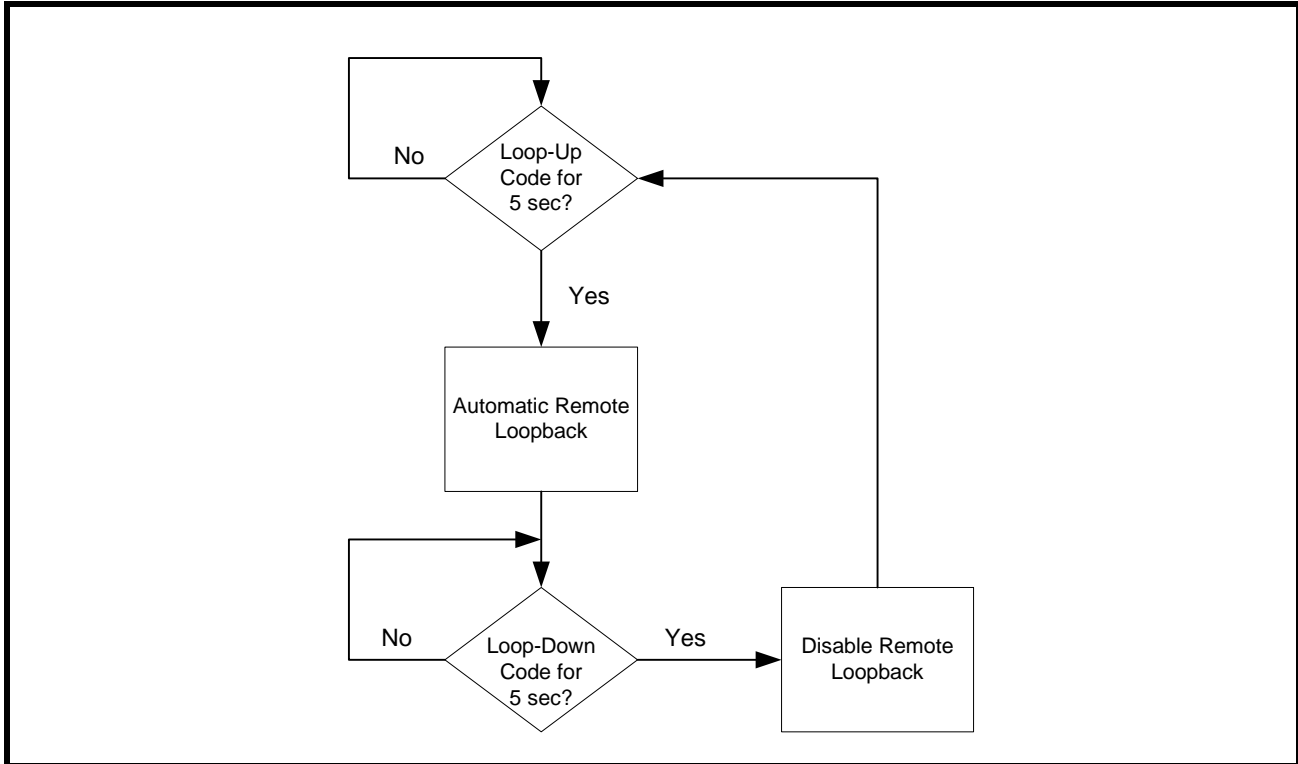 No
Loop-Up
Code for
5 sec?
Yes
Automatic Remote
Loopback
No
Loop-Down
Code for
5 sec?
Yes
Disable Remote
Loopback